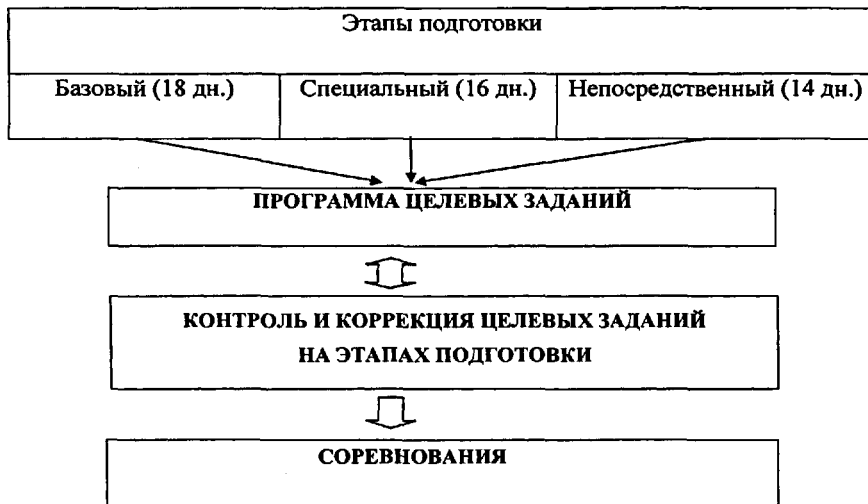 Этапы подготовки
Базовый (18 дн.)
Специальный (16 дн.)
Непосредственный (14 дн.)
ПРОГРАММА ЦЕЛЕВЫХ ЗАДАНИЙ
КОНТРОЛЬ И КОРРЕКЦИЯ ЦЕЛЕВЫХ ЗАДАНИЙ
НА ЭТАПАХ ПОДГОТОВКИ
СОРЕВНОВАНИЯ